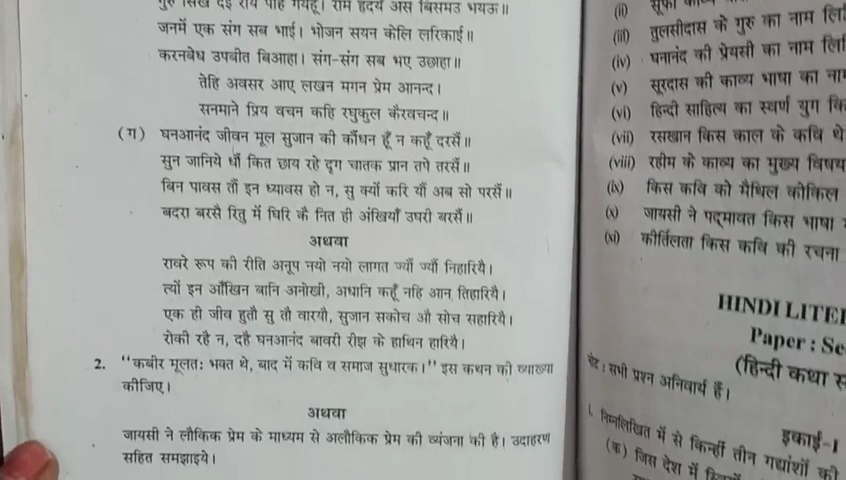 गुरु सिख देइ राय पहिं गयहू। राम हृदय अस बिसमउ भयऊ॥
जनमें एक संग सब भाई। भोजन सयन केलि लरिकाई॥
करनबेध उपबीत बिआहा। संग-संग सब भए उछाहा॥
तेहि अवसर आए लखन मगन प्रेम आनन्द।
सनमाने प्रिय वचन कहि रघुकुल कैरवचन्द॥
(ग) घनआनंद जीवन मूल सुजान की कौंधन हूँ न कहूँ दरसैं॥
सुन जानिये धौं कित छाय रहे दृग चातक प्रान तपे तरसैं॥
बिन पावस तौं इन ध्यावस हो न, सु क्यों करि यौं अब सो परसैं॥
बदरा बरसै रितु में घिरि कै नित ही अंखियाँ उघरी बरसैं॥
अथवा
रावरे रूप की रीति अनूप नयो नयो लागत ज्यौं ज्यौं निहारियै।
त्यों इन आँखिन बानि अनोखी, अधानि कहूँ नहि आन तिहारियै।
एक ही जीव हुतौ सु तौ वारयौ, सुजान सकोच औ सोच सहारियै।
रोकी रहै न, दहै घनआनंद बावरी रीझ के हाथिन हारियै।
2. "कबीर मूलत: भक्त थे, बाद में कवि व समाज सुधारक।" इस कथन की व्याख्या
कीजिए।
अथवा
जायसी ने लौकिक प्रेम के माध्यम से अलौकिक प्रेम की व्यंजना की है। उदाहरण
सहित समझाइये।
(ii) सूफी काव्य
(iii) तुलसीदास के गुरु का नाम
(iv) घनानंद की प्रेयसी का नाम
(v) सूरदास की काव्य भाषा का
(vi) हिन्दी साहित्य का स्वर्ण युग
(vii) रसखान किस काल के कवि थे
(viii) रहीम के काव्य का मुख्य विषय
(ix) किस कवि को मैथिल कोकिल
(x) जायसी ने पद्मावत किस भाषा
(xi) कीर्तिलता किस कवि की रचना
HINDI LITE
Paper : Se
(हिन्दी कथा
नोट : सभी प्रश्न अनिवार्य हैं।
इकाई-I
1. निम्नलिखित में से किन्हीं तीन गद्यांशों की
(क) जिस देश में